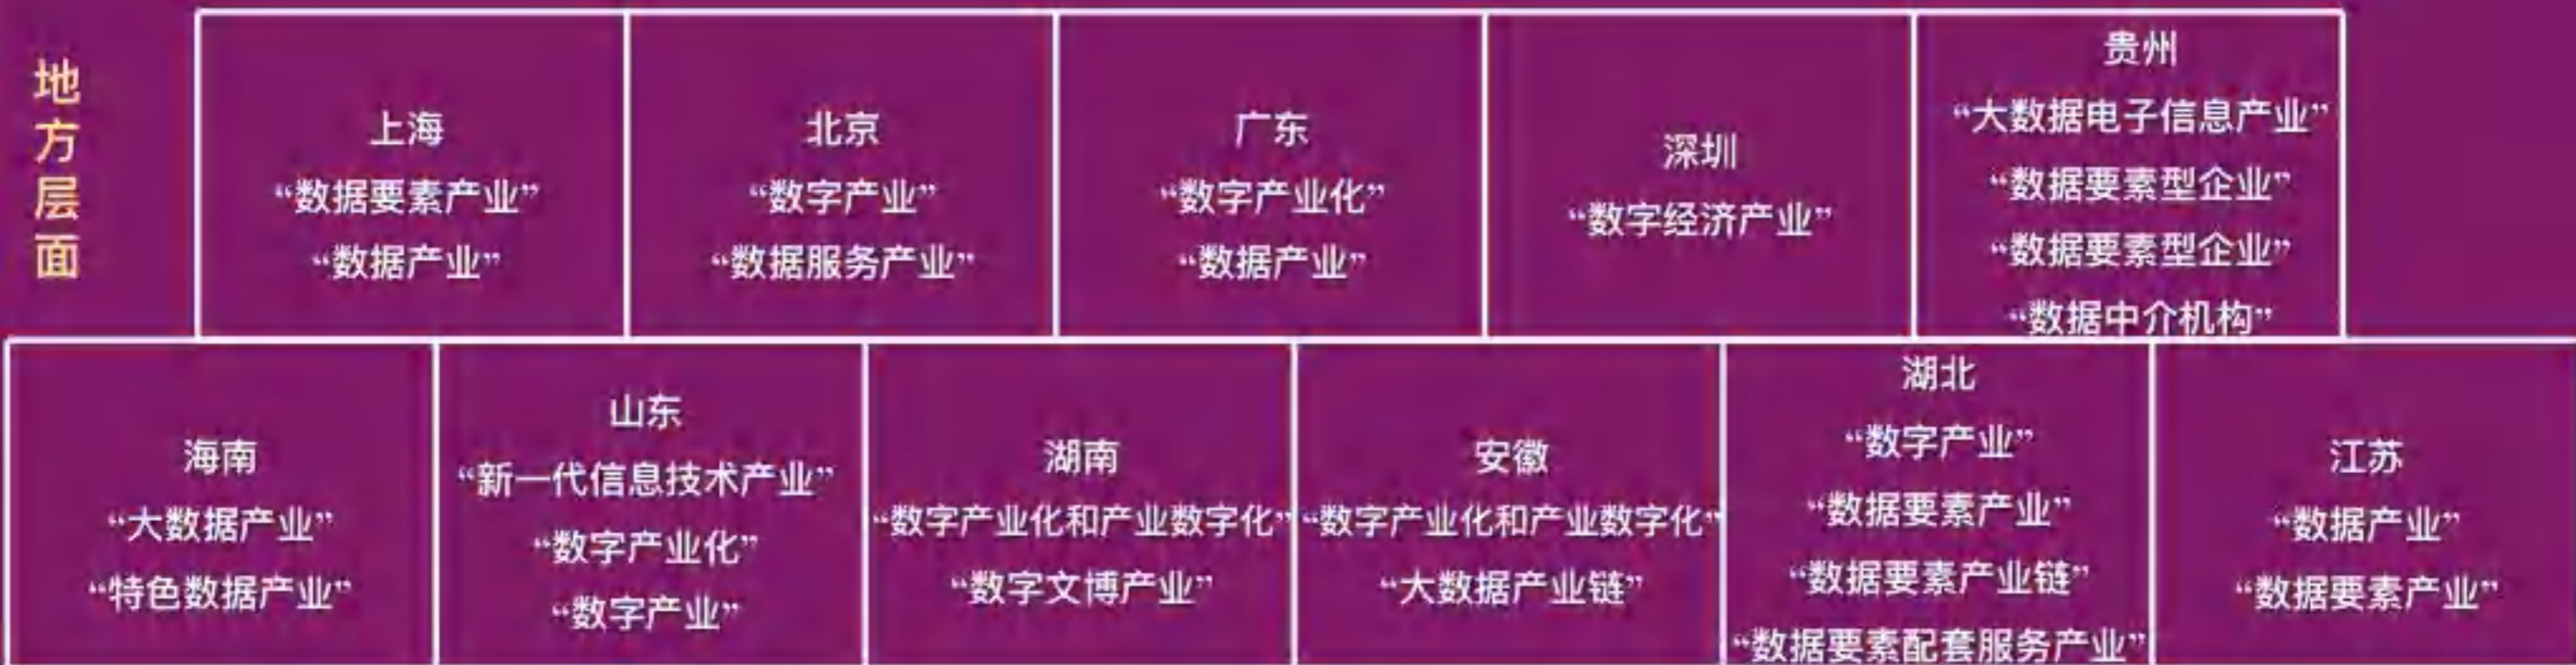 地方层面
上海
“数据要素产业”
“数据产业”
北京
“数字产业”
“数据服务产业”
广东
“数字产业化”
“数据产业”
深圳
“数字经济产业”
贵州
“大数据电子信息产业”
“数据要素型企业”
“数据要素型企业”
“数据中介机构”
海南
“大数据产业”
“特色数据产业”
山东
“新一代信息技术产业”
“数字产业化”
“数字产业”
湖南
“数字产业化和产业数字化”
“数字文博产业”
安徽
“数字产业化和产业数字化”
“大数据产业链”
湖北
“数字产业”
“数据要素产业”
“数据要素产业链”
“数据要素配套服务产业”
江苏
“数据产业”
“数据要素产业”